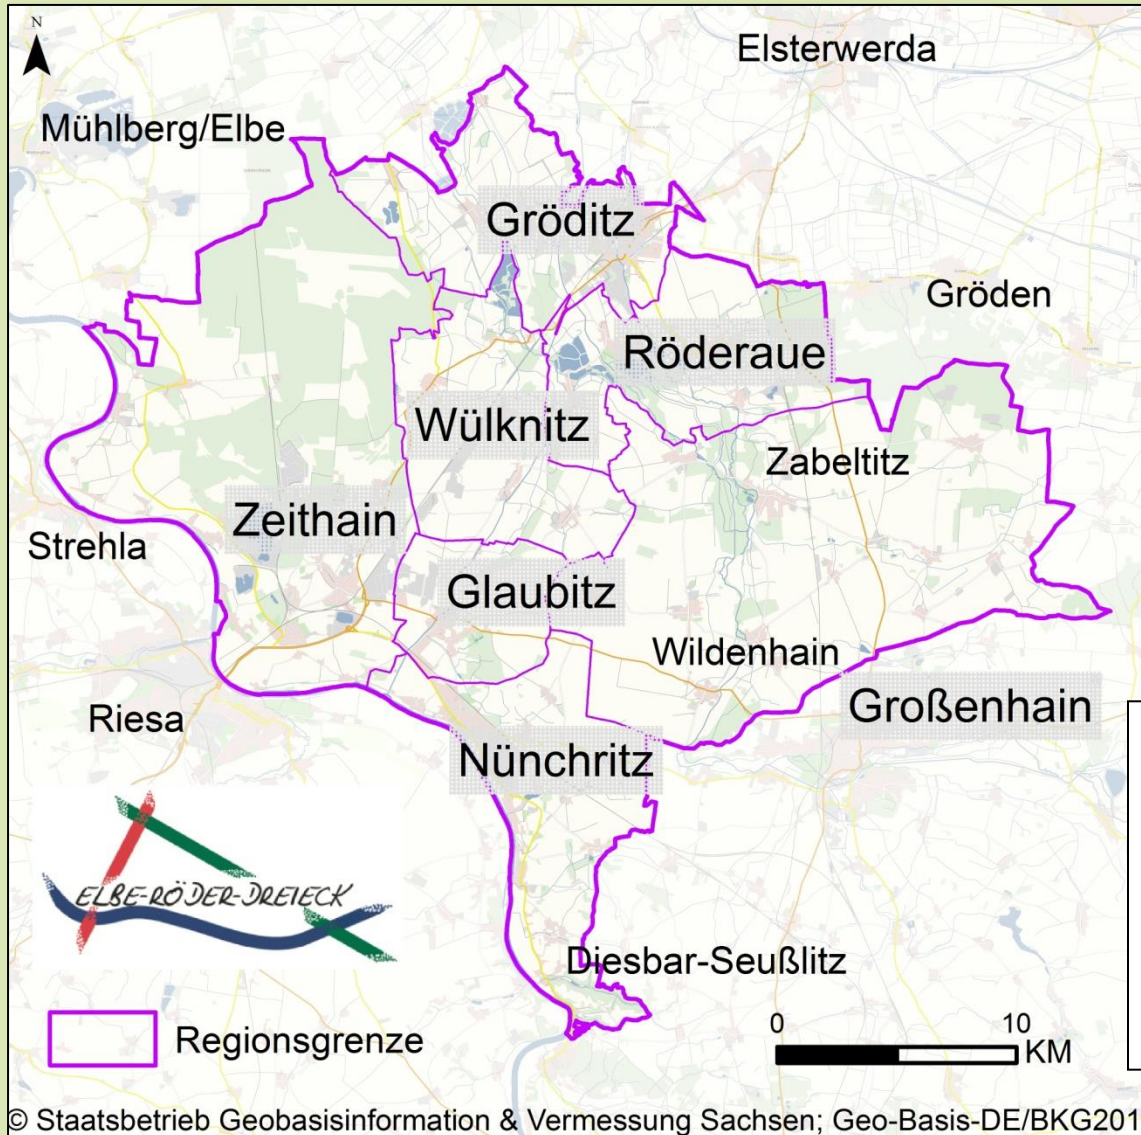 N
Elsterwerda
Mühlberg/Elbe
Gröditz
Gröden
Röderaue
Wülknitz
Zabeltitz
Zeithain
Strehla
Glaubitz
Wildenhain
Großenhain
Riesa
Nünchritz
ELBE-RÖDER-DREIECK
Diesbar-Seußlitz
Regionsgrenze
0 10
KM
© Staatsbetrieb Geobasisinformation & Vermessung Sachsen; Geo-Basis-DE/BKG201